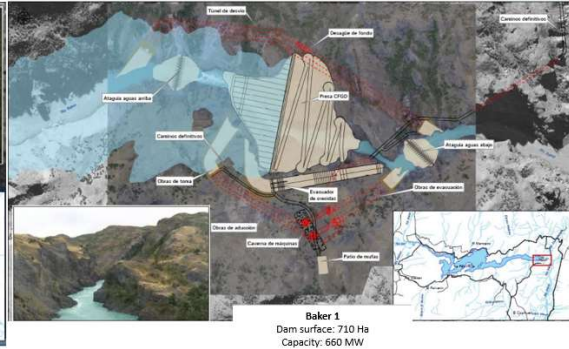 Túnel de desvío
Desagüe de fondo
Caminos definitivos
Presa CFGD
Ataguía aguas arriba
Caminos definitivos
Ataguía aguas abajo
Obras de toma
Evacuador
de crecidas
Obras de evacuación
Obras de aducción
Caverna de máquinas
Patio de mufas
Baker 1
Dam surface: 710 Ha
Capacity: 660 MW